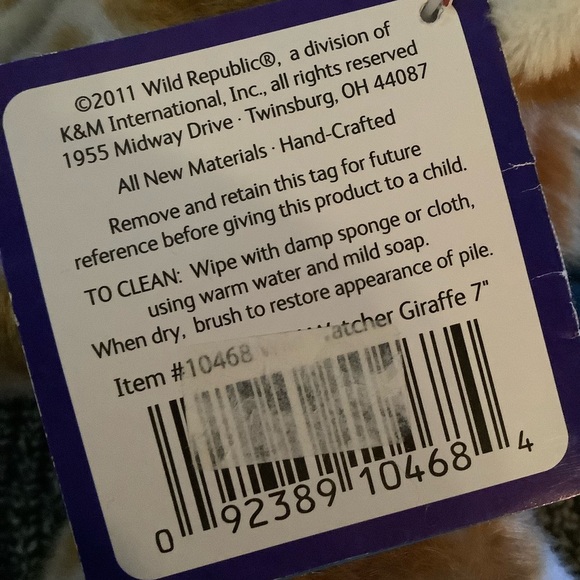 ©2011 Wild Republic®, a division of
K&M International, Inc., all rights reserved
1955 Midway Drive · Twinsburg, OH 44087
All New Materials · Hand-Crafted
Remove and retain this tag for future
reference before giving this product to a child.
TO CLEAN: Wipe with damp sponge or cloth,
using warm water and mild soap.
When dry, brush to restore appearance of pile.
Item #10468 Watcher Giraffe 7"
0 92389 10468 4